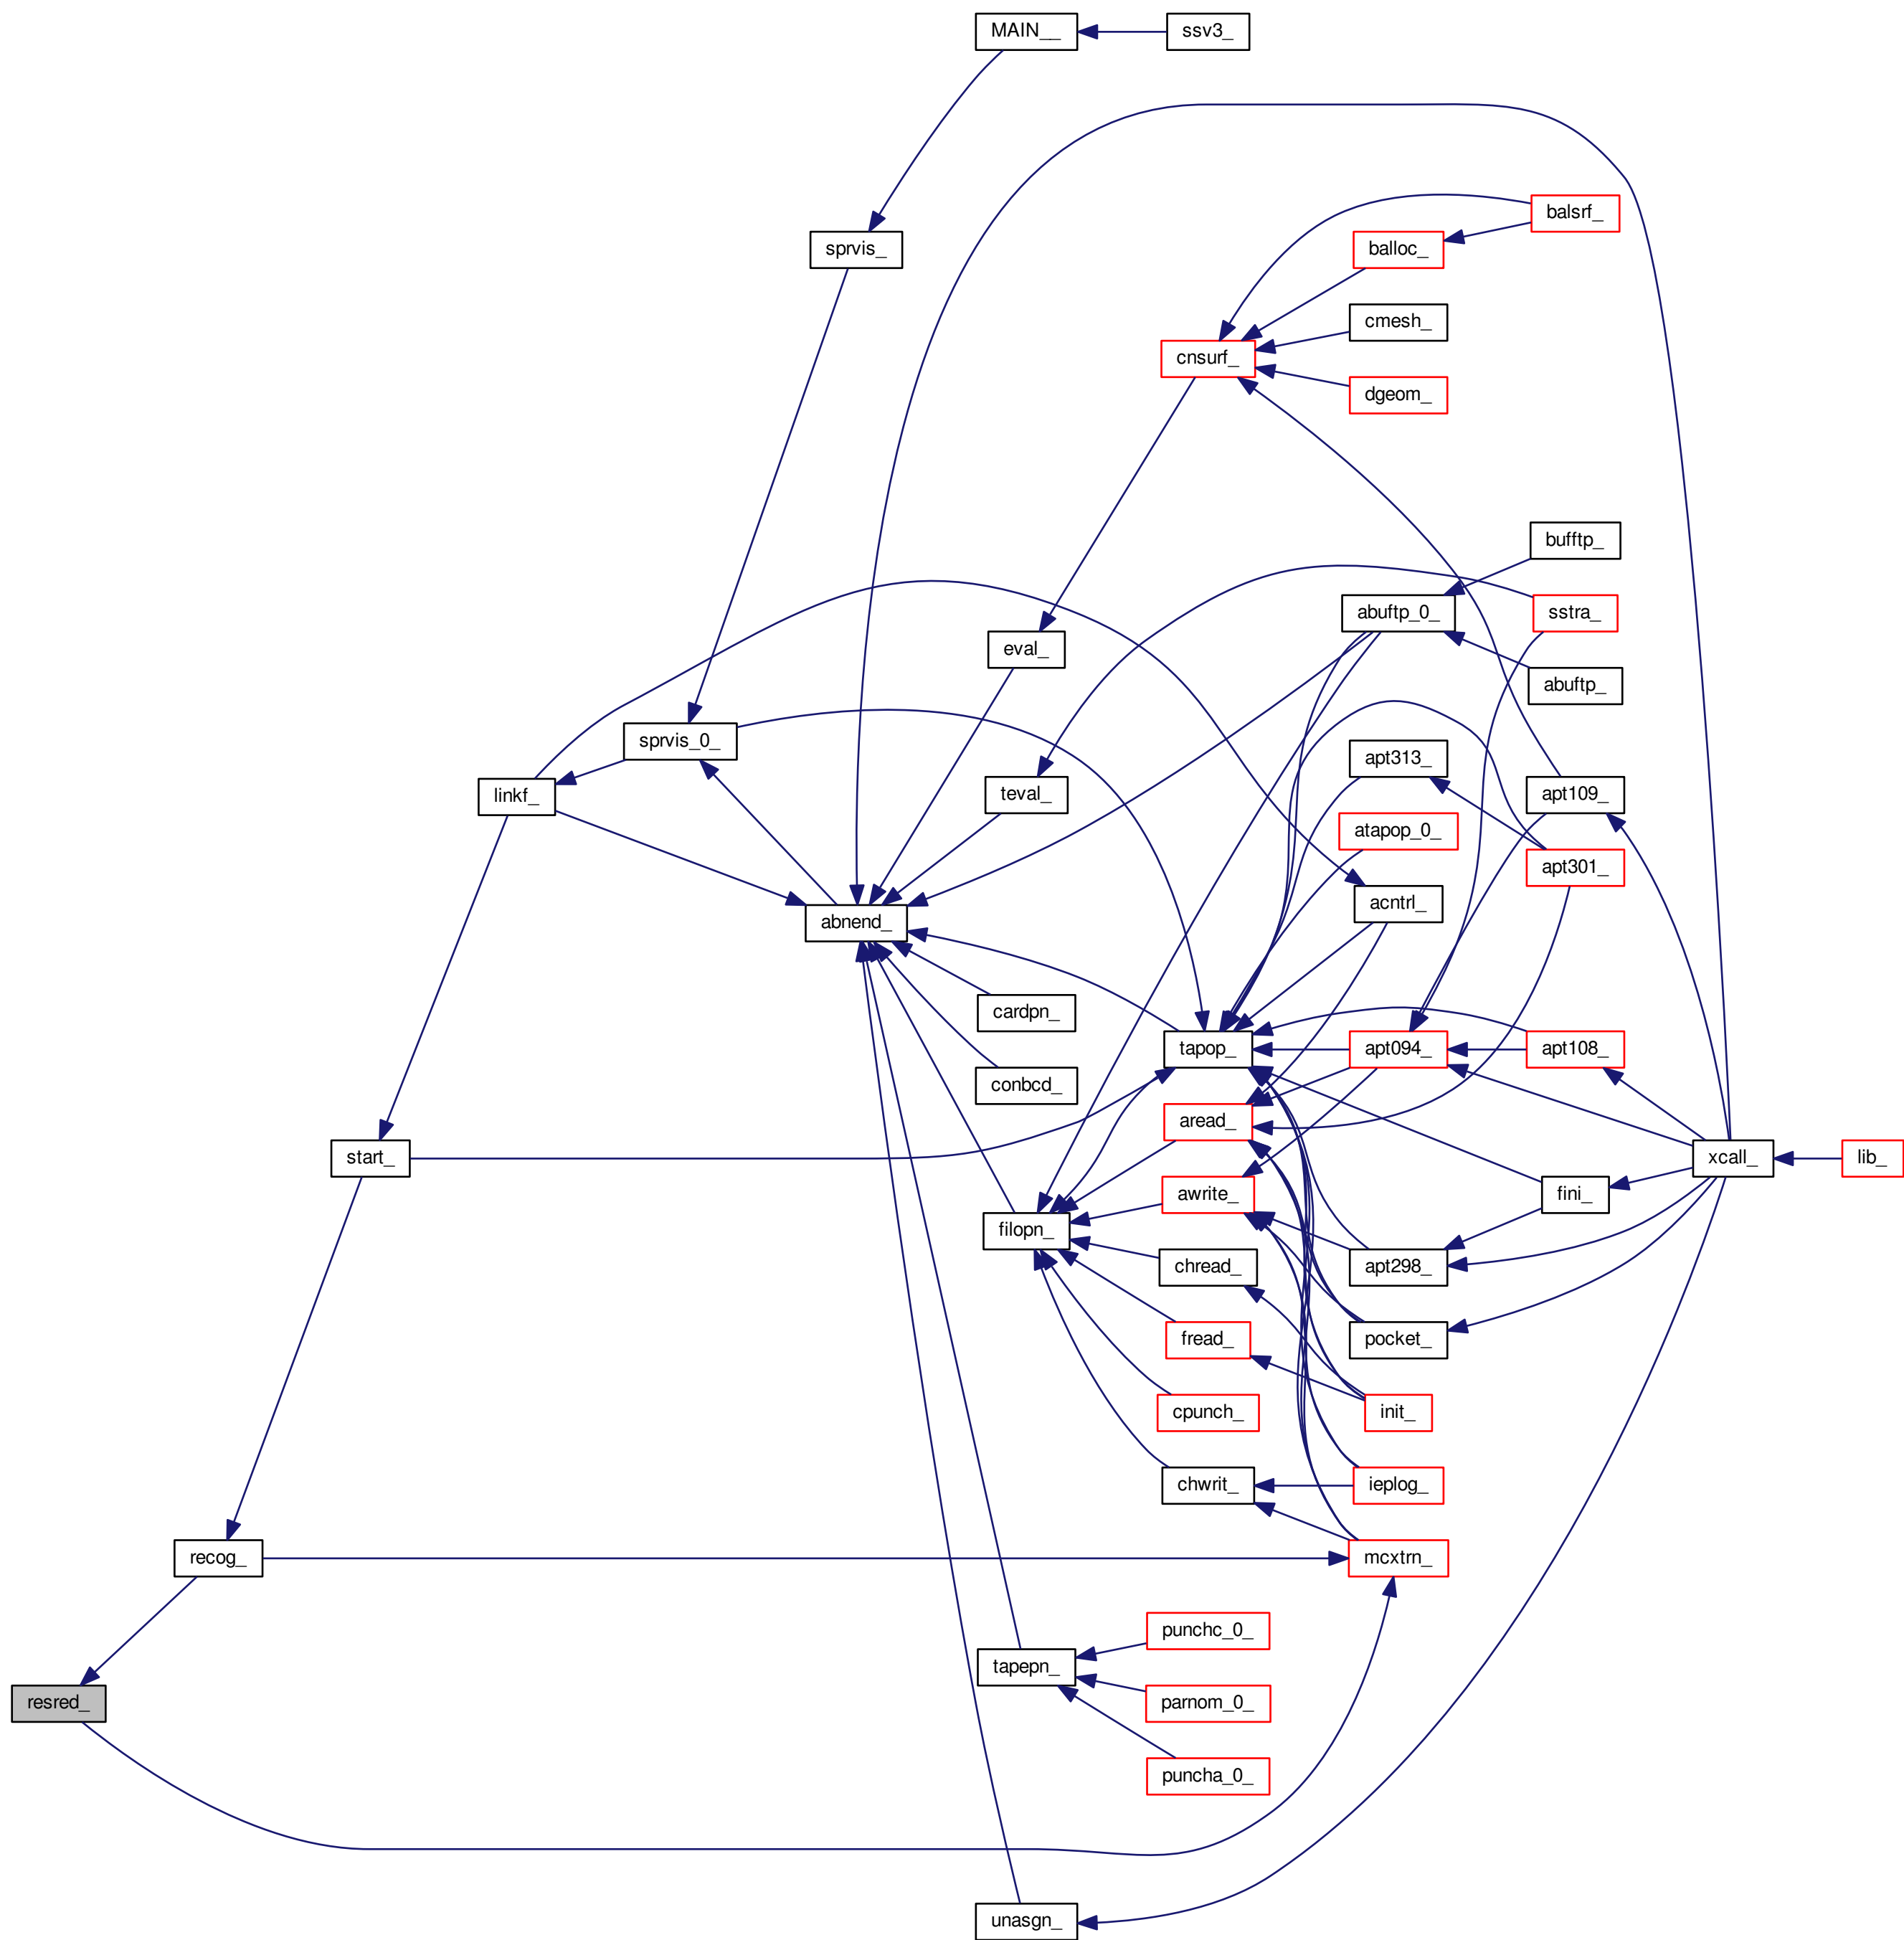 MAIN__
ssv3_
balsrf_
sprvis_
balloc_
cmesh_
cnsurf_
dgeom_
bufftp_
abuftp_0_
sstra_
eval_
abuftp_
sprvis_0_
apt313_
linkf_
teval_
apt109_
atapop_0_
apt301_
acntrl_
abnend_
cardpn_
tapop_
apt094_
apt108_
conbcd_
aread_
start_
xcall_
lib_
awrite_
fini_
filopn_
chread_
apt298_
fread_
pocket_
cpunch_
init_
chwrit_
ieplog_
recog_
mcxtrn_
punchc_0_
tapepn_
resred_
parnom_0_
puncha_0_
unasgn_